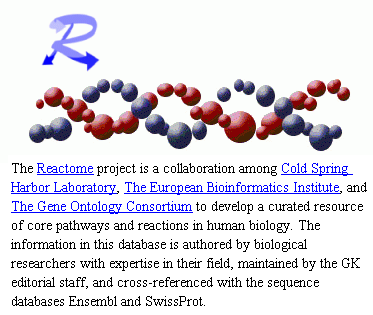 R
The Reactome project is a collaboration among Cold Spring
Harbor Laboratory, The European Bioinformatics Institute, and
The Gene Ontology Consortium to develop a curated resource
of core pathways and reactions in human biology. The
information in this database is authored by biological
researchers with expertise in their field, maintained by the GK
editorial staff, and cross-referenced with the sequence
databases Ensembl and SwissProt.